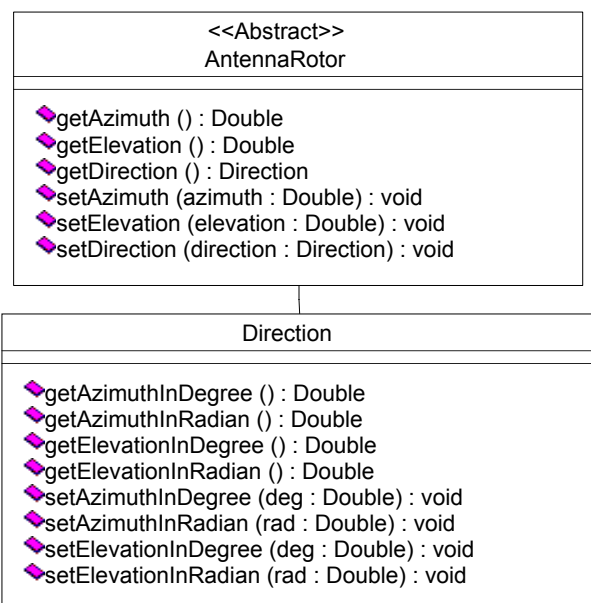 <<Abstract>>
AntennaRotor
getAzimuth () : Double
getElevation () : Double
getDirection () : Direction
setAzimuth (azimuth : Double) : void
setElevation (elevation : Double) : void
setDirection (direction : Direction) : void
Direction
getAzimuthInDegree () : Double
getAzimuthInRadian () : Double
getElevationInDegree () : Double
getElevationInRadian () : Double
setAzimuthInDegree (deg : Double) : void
setAzimuthInRadian (rad : Double) : void
setElevationInDegree (deg : Double) : void
setElevationInRadian (rad : Double) : void